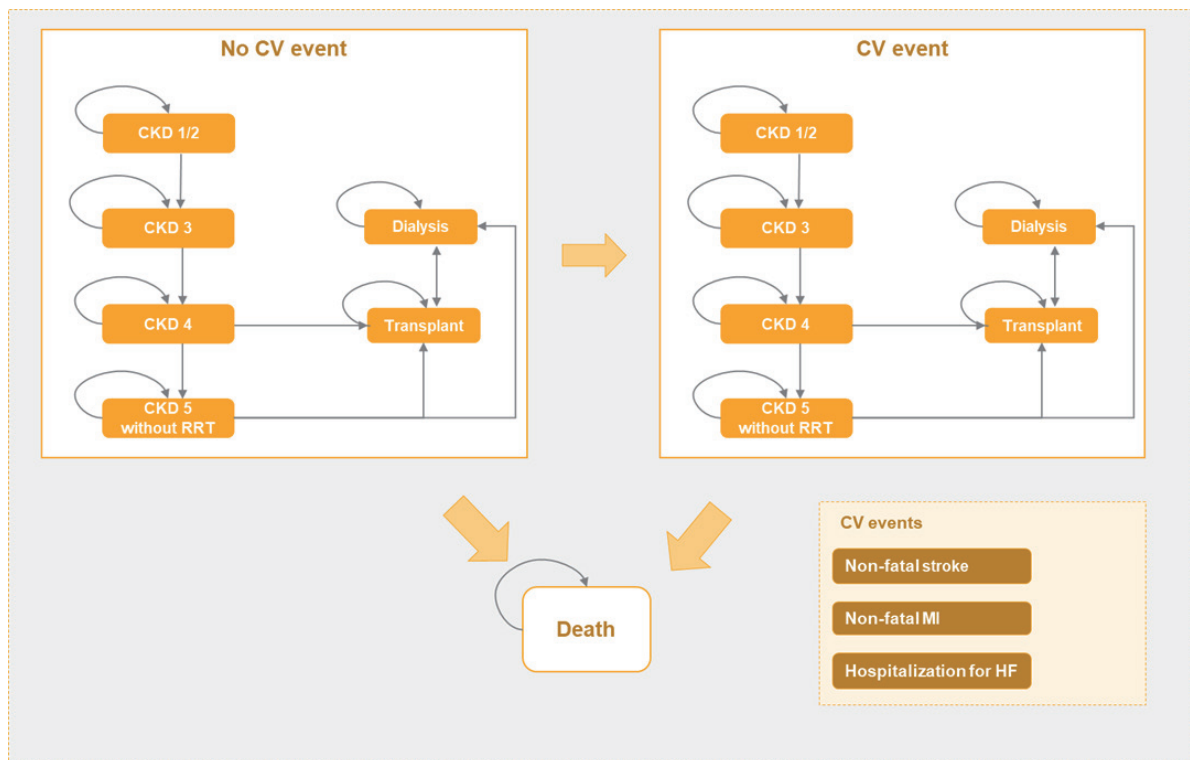 No CV event
CKD 1/2
CKD 3
Dialysis
CKD 4
Transplant
CKD 5
without RRT
CV event
CKD 1/2
CKD 3
Dialysis
CKD 4
Transplant
CKD 5
without RRT
Death
CV events
Non-fatal stroke
Non-fatal MI
Hospitalization for HF